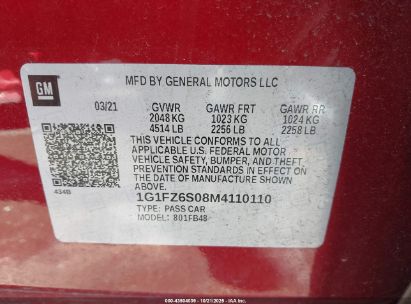 GM
MFD BY GENERAL MOTORS LLC
03/21 GVWR GAWR FRT GAWR RR
2048 KG 1023 KG 1024 KG
4514 LB 2256 LB 2258 LB
THIS VEHICLE CONFORMS TO ALL
APPLICABLE U.S. FEDERAL MOTOR
VEHICLE SAFETY, BUMPER, AND THEFT
PREVENTION STANDARDS IN EFFECT ON
THE DATE OF MANUFACTURE SHOWN ABOVE.
434B
1G1FZ6S08M4110110
TYPE: PASS CAR
MODEL: 801FB48